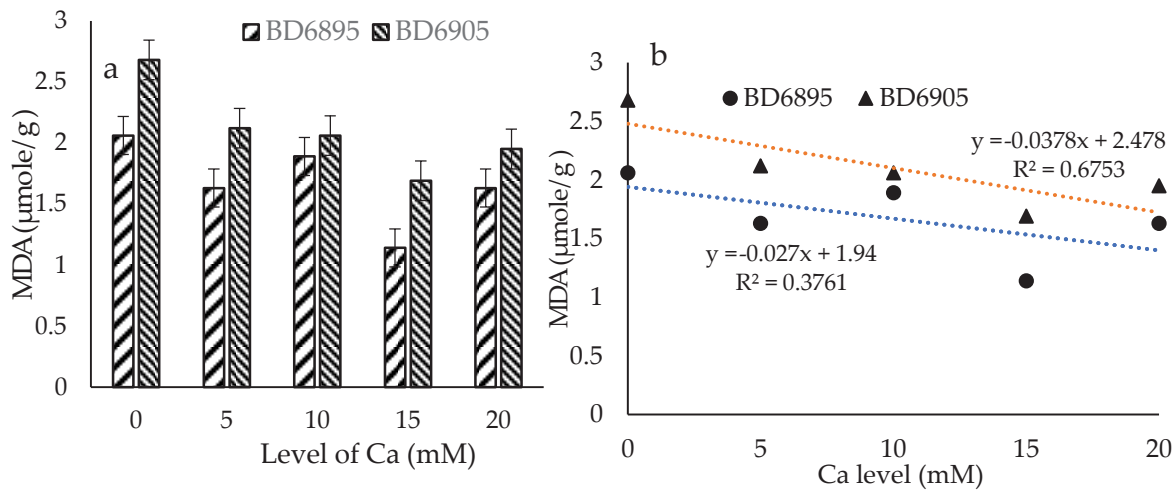 3
2.5
2
1.5
1
0.5
0
MDA (µmole/g)
a
BD6895 BD6905
0 5 10 15 20
Level of Ca (mM)
3
2.5
2
1.5
1
0.5
0
MDA (µmole/g)
b
BD6895 BD6905
y = -0.0378x + 2.478
R² = 0.6753
y = -0.027x + 1.94
R² = 0.3761
0 5 10 15 20
Ca level (mM)